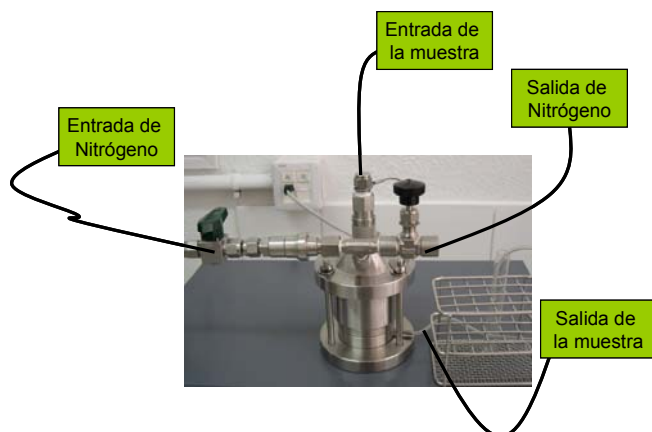 Entrada de
la muestra
Salida de
Nitrógeno
Entrada de
Nitrógeno
Salida de
la muestra